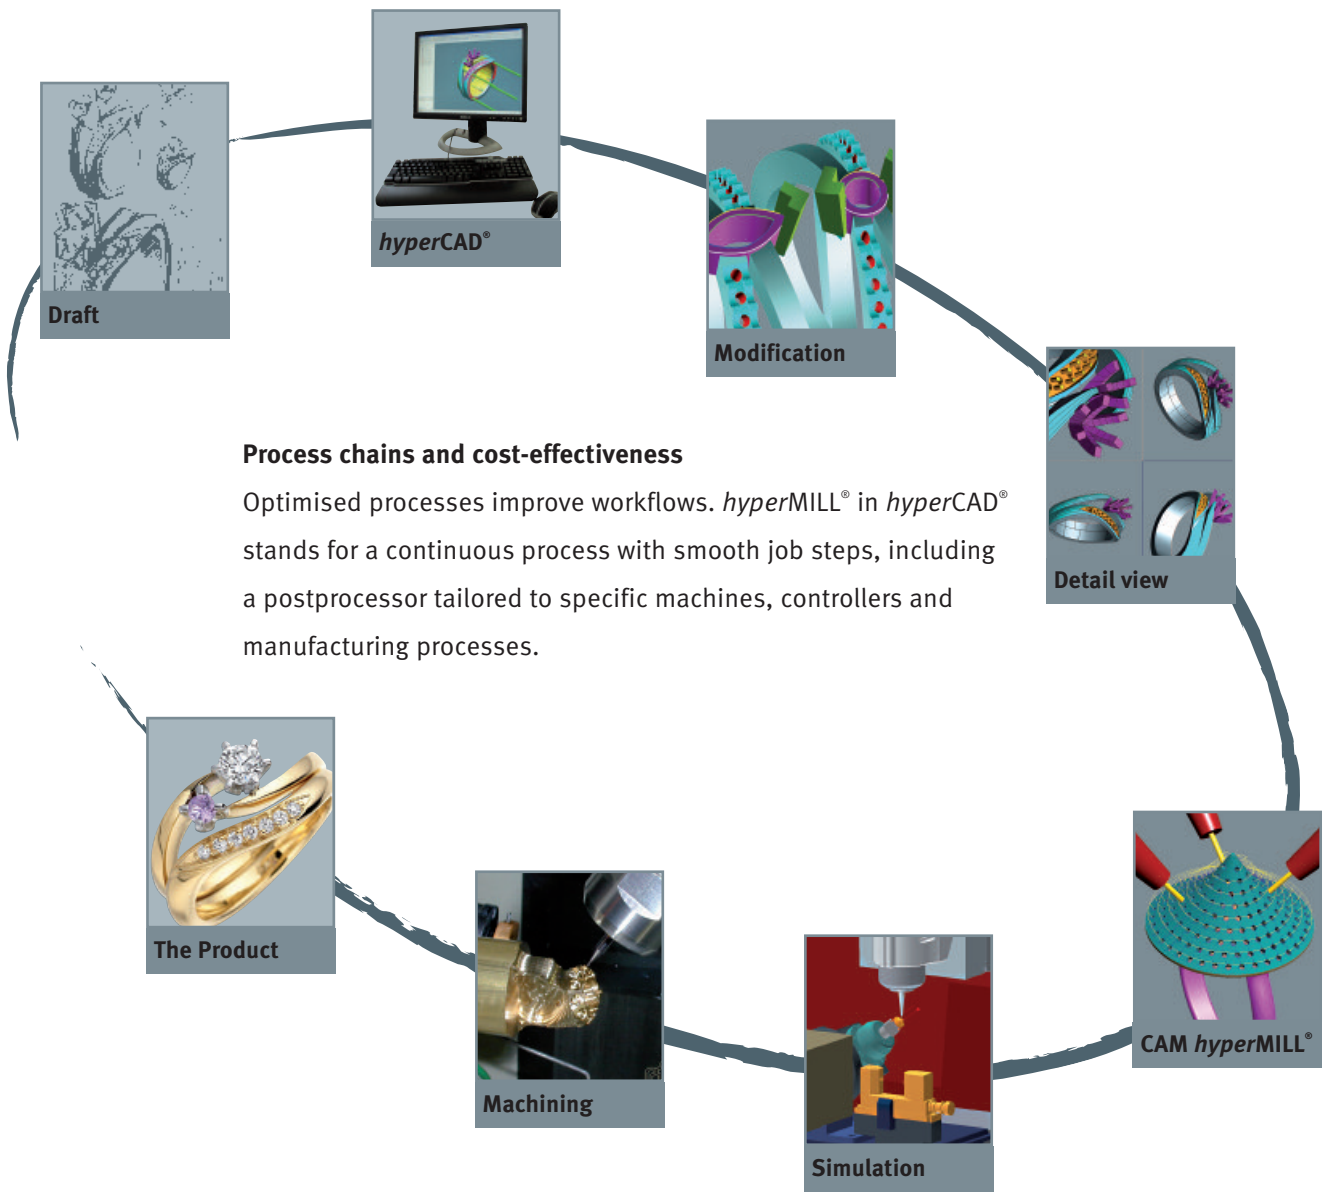 Draft
hyperCAD®
Modification
Detail view
Process chains and cost-effectiveness
Optimised processes improve workflows. hyperMILL® in hyperCAD®
stands for a continuous process with smooth job steps, including
a postprocessor tailored to specific machines, controllers and
manufacturing processes.
CAM hyperMILL®
Simulation
Machining
The Product